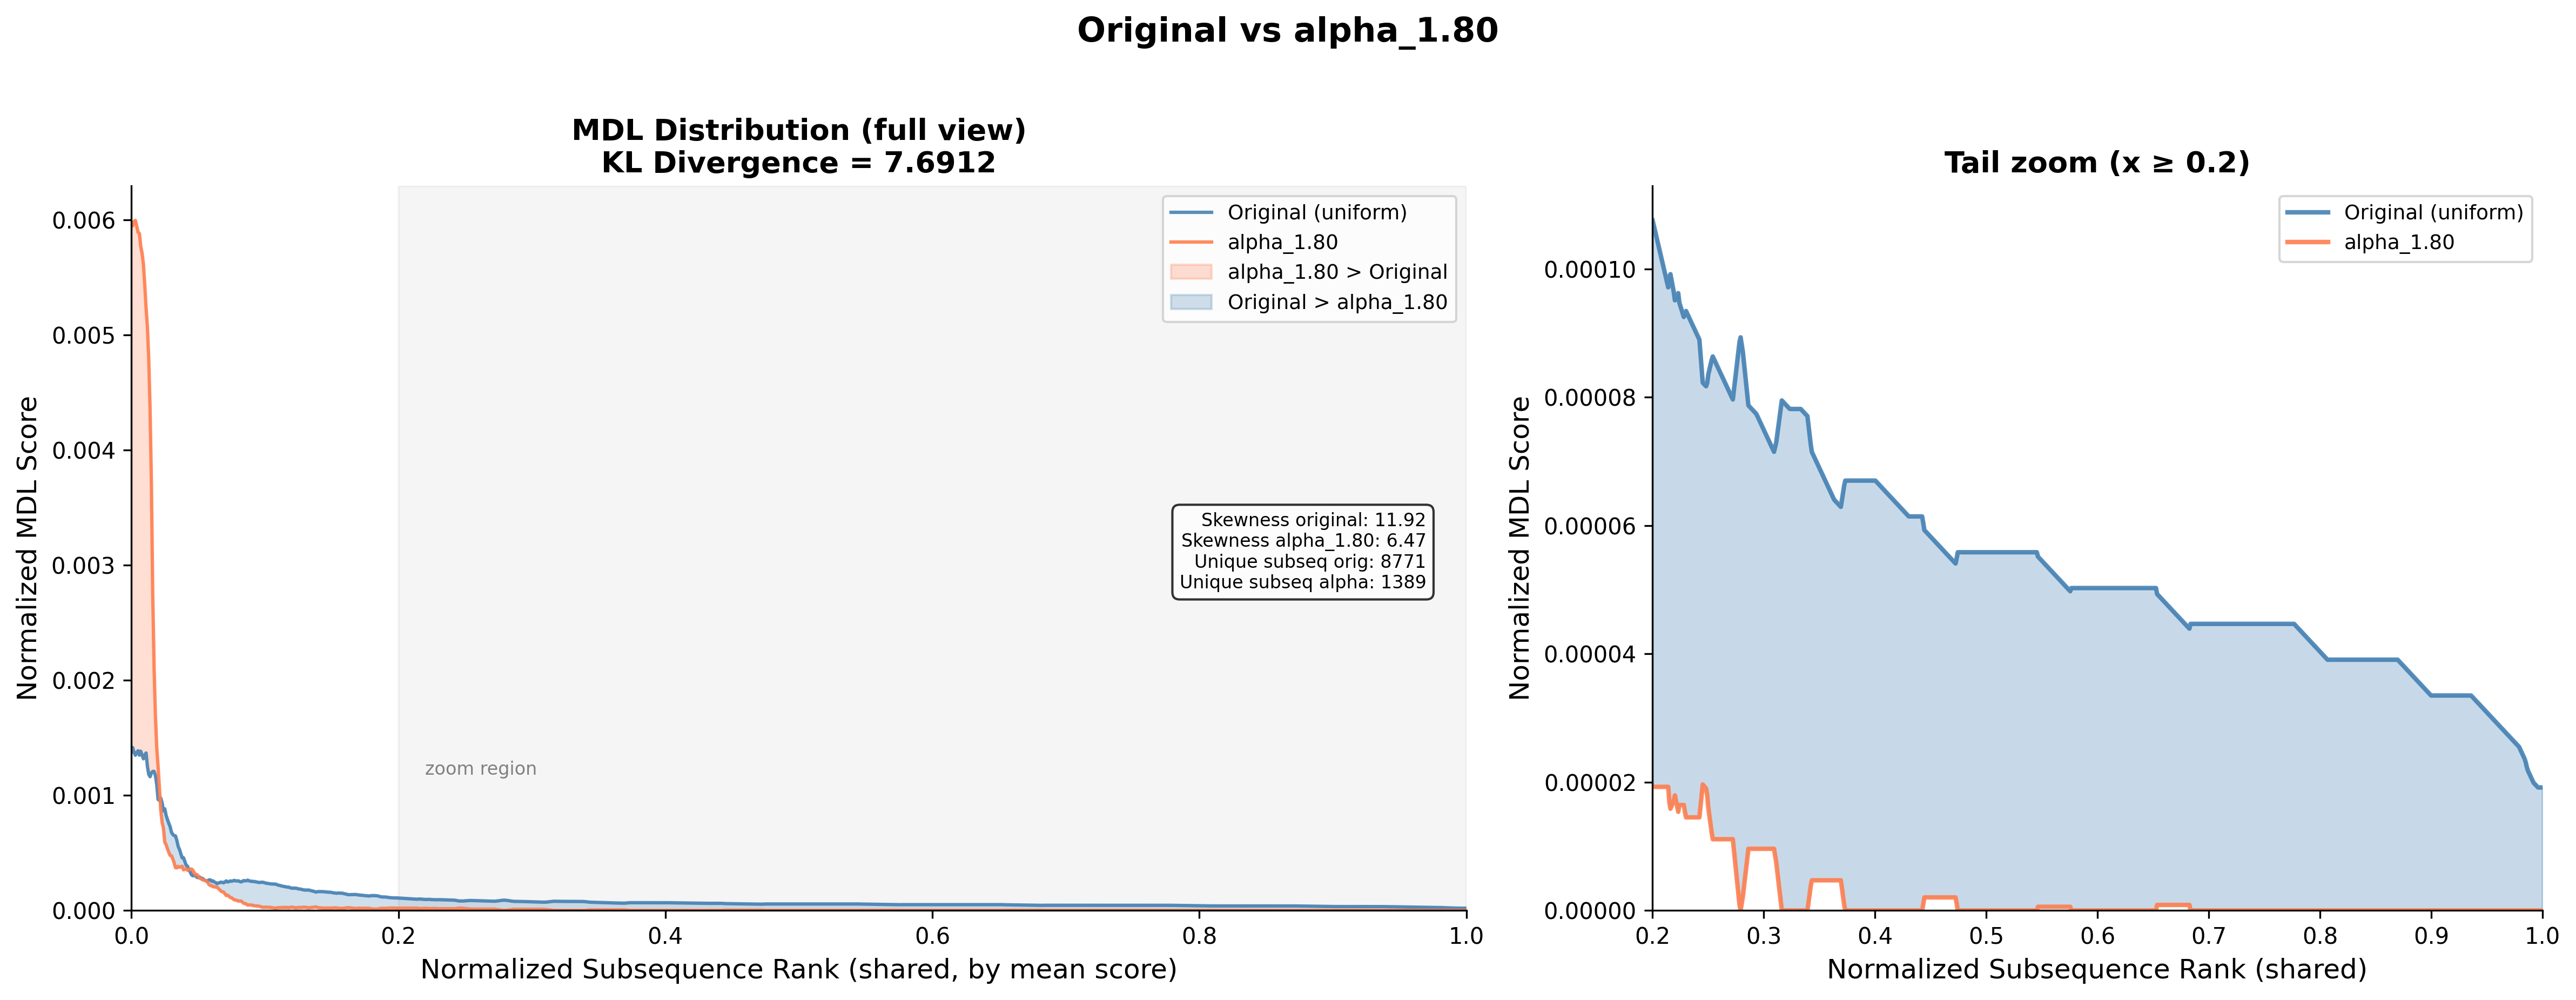 Original vs alpha_1.80
MDL Distribution (full view)
KL Divergence = 7.6912
Normalized MDL Score
0.006
0.005
0.004
0.003
0.002
0.001
0.000
Original (uniform)
alpha_1.80
alpha_1.80 > Original
Original > alpha_1.80
Skewness original: 11.92
Skewness alpha_1.80: 6.47
Unique subseq orig: 8771
Unique subseq alpha: 1389
zoom region
0.0 0.2 0.4 0.6 0.8 1.0
Normalized Subsequence Rank (shared, by mean score)
Tail zoom (x ≥ 0.2)
Normalized MDL Score
0.00010
0.00008
0.00006
0.00004
0.00002
0.00000
Original (uniform)
alpha_1.80
0.2 0.3 0.4 0.5 0.6 0.7 0.8 0.9 1.0
Normalized Subsequence Rank (shared)